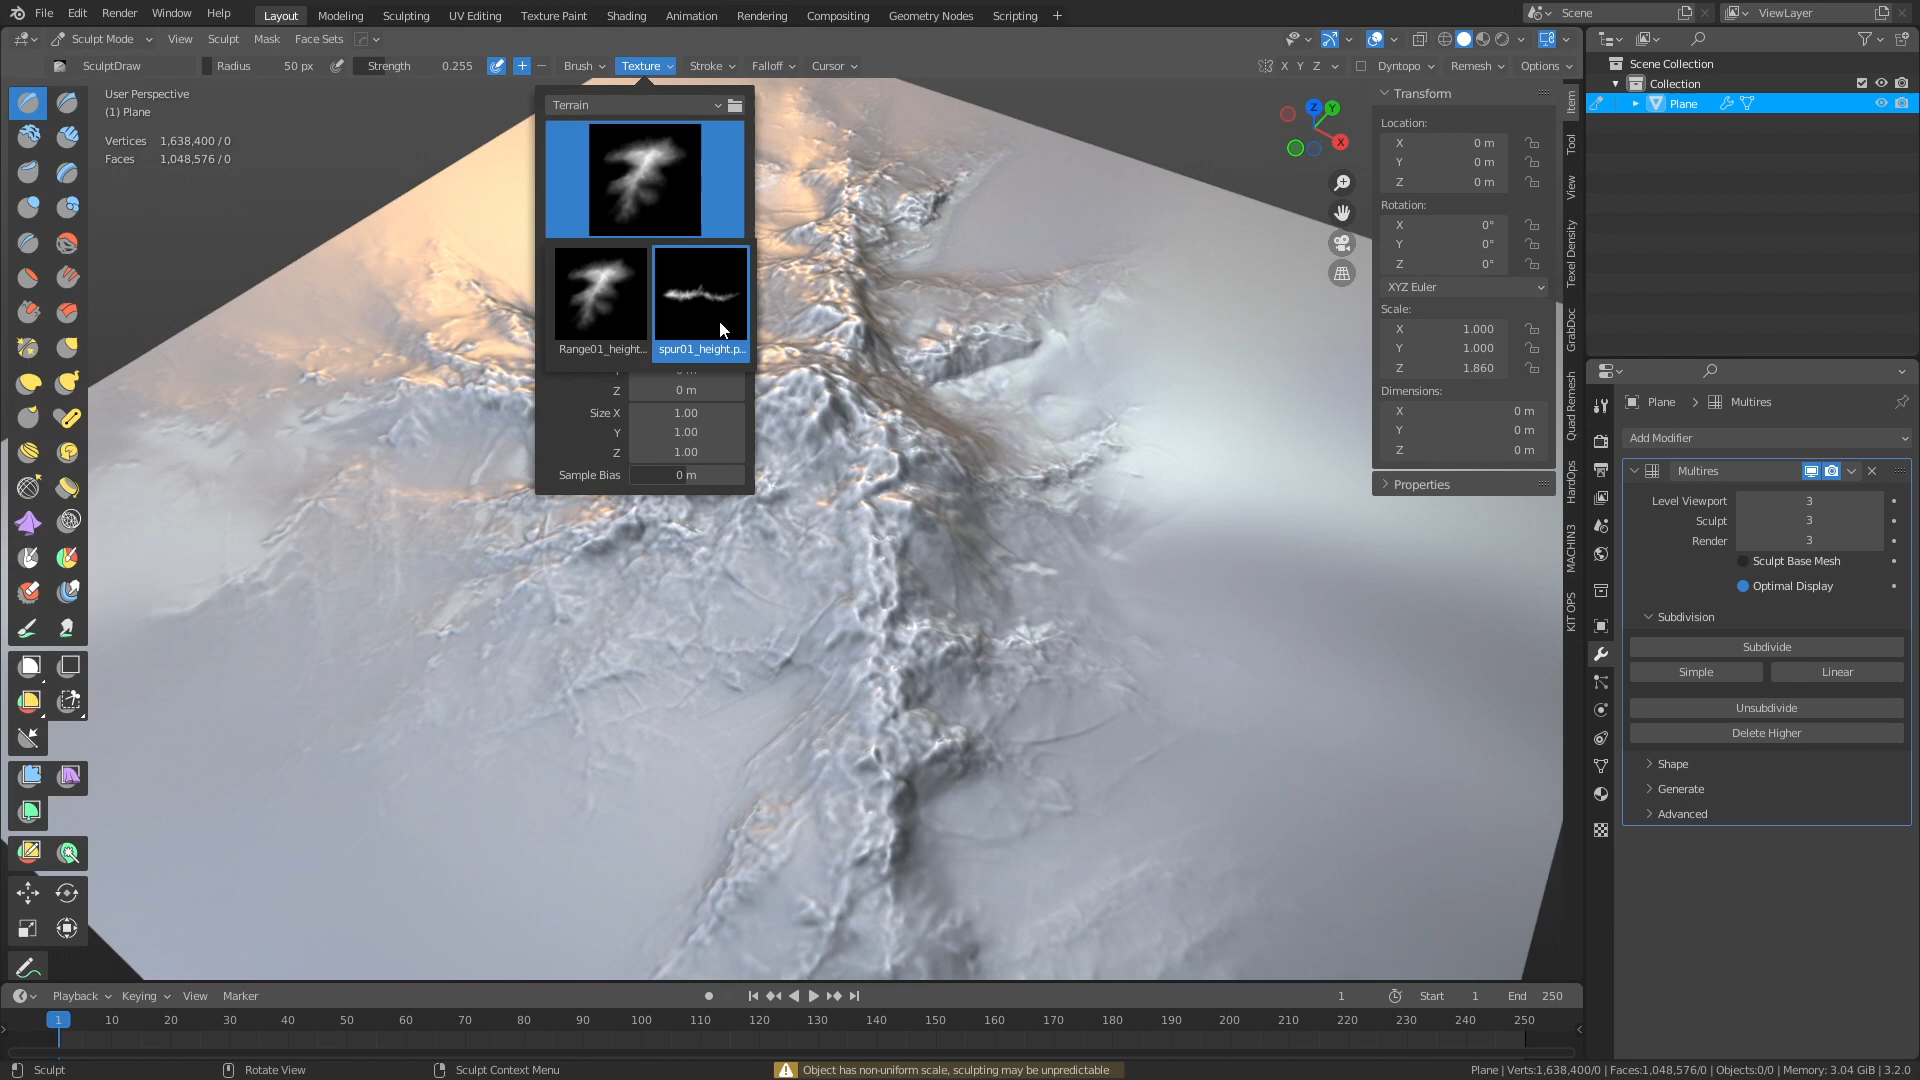 File Edit Render Window Help Layout Modeling Sculpting UV Editing Texture Paint Shading Animation Rendering Compositing Geometry Nodes Scripting + Scene ViewLayer
Sculpt Mode View Sculpt Mask Face Sets
SculptDraw Radius 50 px Strength 0.255 Brush Texture Stroke Falloff Cursor X Y Z Dyntopo Remesh Options
User Perspective
(1) Plane
Vertices 1,638,400 / 0
Faces 1,048,576 / 0
Terrain
Range01_height...
spur01_height.p...
Z 0 m
Size X 1.00
Y 1.00
Z 1.00
Sample Bias 0 m
Z
Y
X
Transform
Location:
X 0 m
Y 0 m
Z 0 m
Rotation:
X 0°
Y 0°
Z 0°
XYZ Euler
Scale:
X 1.000
Y 1.000
Z 1.860
Dimensions:
X 0 m
Y 0 m
Z 0 m
Properties
Item
Tool
View
Texel Density
GrabDoc
Quad Remesh
HardOps
MACHIN3
KIT OPS
Scene Collection
Collection
Plane
Plane > Multires
Add Modifier
Multires
Level Viewport 3
Sculpt 3
Render 3
Sculpt Base Mesh
Optimal Display
Subdivision
Subdivide
Simple Linear
Unsubdivide
Delete Higher
Shape
Generate
Advanced
Playback Keying View Marker 1 Start 1 End 250
1 10 20 30 40 50 60 70 80 90 100 110 120 130 140 150 160 170 180 190 200 210 220 230 240 250
Sculpt Rotate View Sculpt Context Menu Object has non-uniform scale, sculpting may be unpredictable Plane | Verts:1,638,400/0 | Faces:1,048,576/0 | Objects:0/0 | Memory: 3.04 GiB | 3.2.0